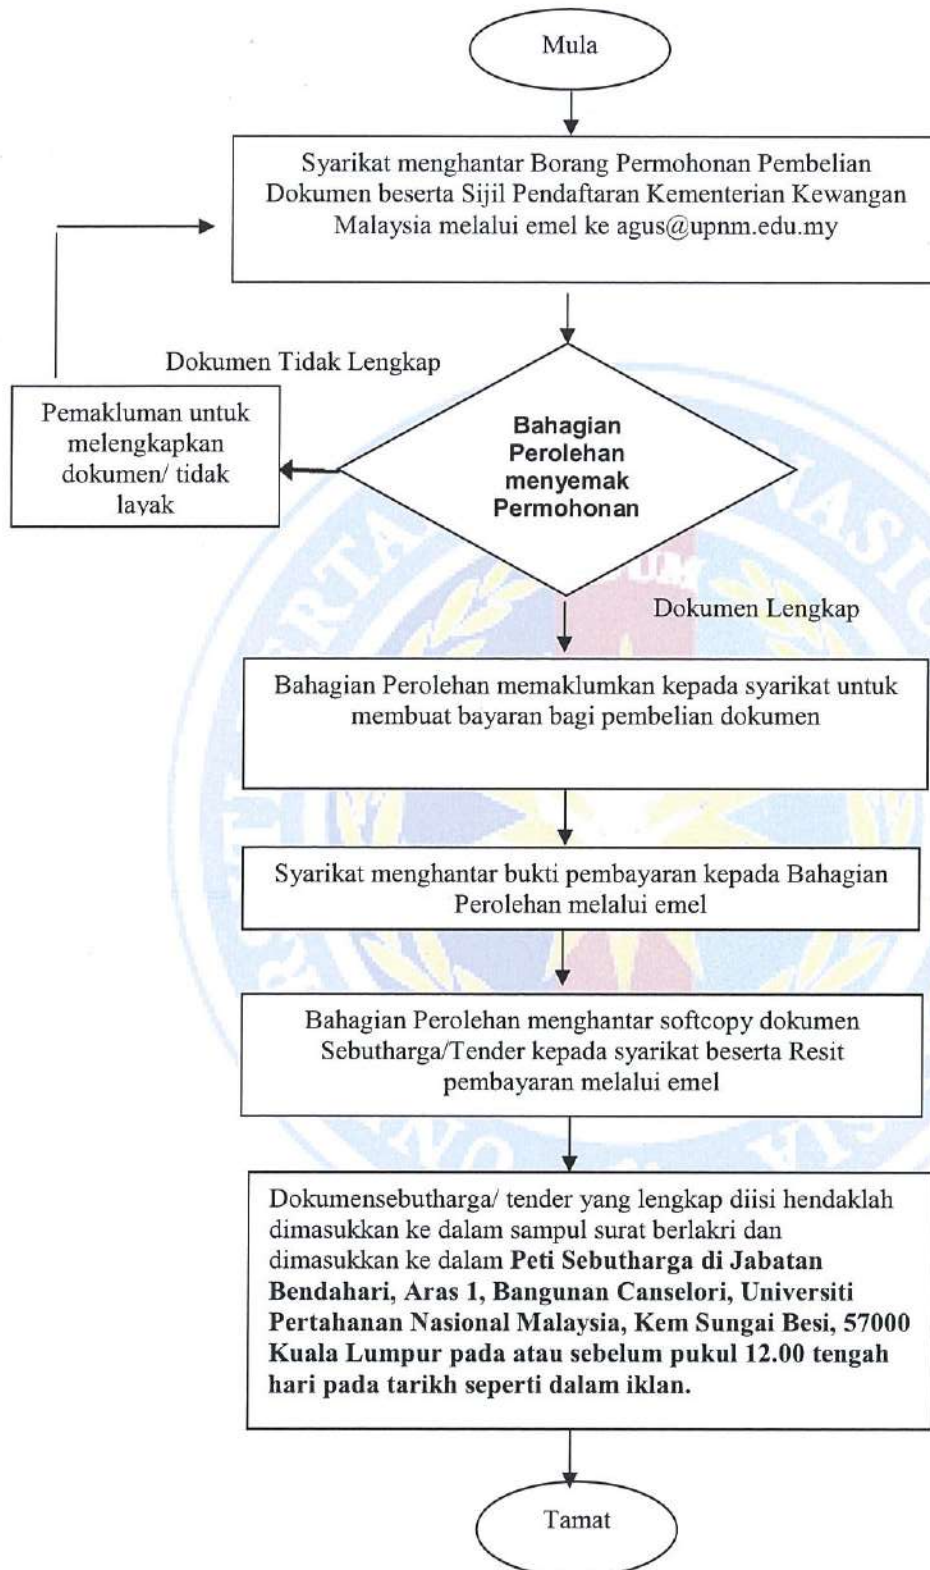 Mula
Syarikat menghantar Borang Permohonan Pembelian
Dokumen beserta Sijil Pendaftaran Kementerian Kewangan
Malaysia melalui emel ke agus@upnm.edu.my
Dokumen Tidak Lengkap
Pemakluman untuk
melengkapkan
dokumen/ tidak
layak
Bahagian
Perolehan
menyemak
Permohonan
Dokumen Lengkap
Bahagian Perolehan memaklumkan kepada syarikat untuk
membuat bayaran bagi pembelian dokumen
Syarikat menghantar bukti pembayaran kepada Bahagian
Perolehan melalui emel
Bahagian Perolehan menghantar softcopy dokumen
Sebutharga/Tender kepada syarikat beserta Resit
pembayaran melalui emel
Dokumensebutharga/ tender yang lengkap diisi hendaklah
dimasukkan ke dalam sampul surat berlakri dan
dimasukkan ke dalam Peti Sebutharga di Jabatan
Bendahari, Aras 1, Bangunan Canselori, Universiti
Pertahanan Nasional Malaysia, Kem Sungai Besi, 57000
Kuala Lumpur pada atau sebelum pukul 12.00 tengah
hari pada tarikh seperti dalam iklan.
Tamat